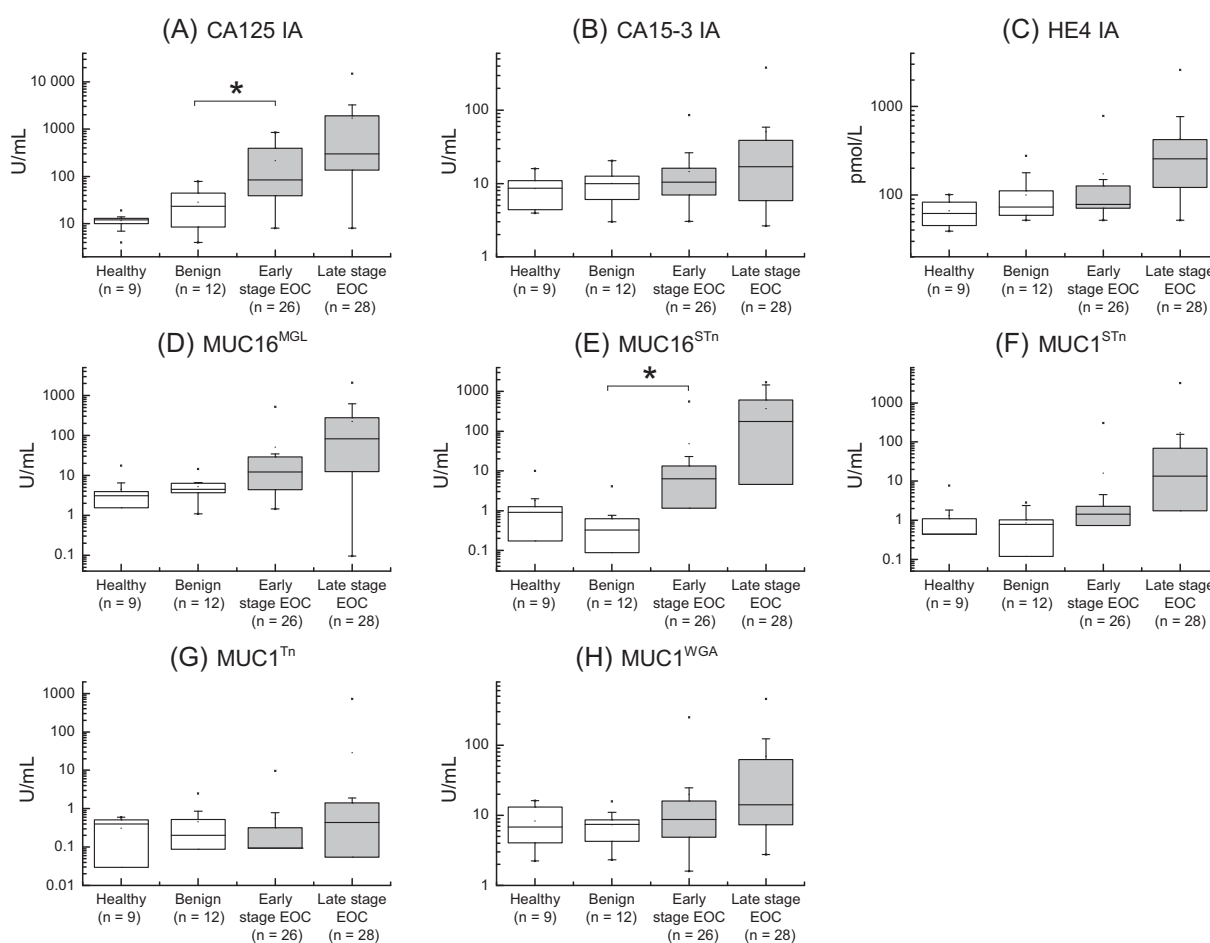 (A) CA125 IA
U/mL
10 000
1000
100
10
*
Healthy
(n = 9)
Benign
(n = 12)
Early
stage EOC
(n = 26)
Late stage
EOC
(n = 28)
(B) CA15-3 IA
U/mL
100
10
1
Healthy
(n = 9)
Benign
(n = 12)
Early
stage EOC
(n = 26)
Late stage
EOC
(n = 28)
(C) HE4 IA
pmol/L
1000
100
Healthy
(n = 9)
Benign
(n = 12)
Early
stage EOC
(n = 26)
Late stage
EOC
(n = 28)
(D) MUC16MGL
U/mL
1000
100
10
1
0.1
Healthy
(n = 9)
Benign
(n = 12)
Early
stage EOC
(n = 26)
Late stage
EOC
(n = 28)
(E) MUC16STn
U/mL
1000
100
10
1
0.1
*
Healthy
(n = 9)
Benign
(n = 12)
Early
stage EOC
(n = 26)
Late stage
EOC
(n = 28)
(F) MUC1STn
U/mL
1000
100
10
1
0.1
Healthy
(n = 9)
Benign
(n = 12)
Early
stage EOC
(n = 26)
Late stage
EOC
(n = 28)
(G) MUC1Tn
U/mL
1000
100
10
1
0.1
0.01
Healthy
(n = 9)
Benign
(n = 12)
Early
stage EOC
(n = 26)
Late stage
EOC
(n = 28)
(H) MUC1WGA
U/mL
100
10
1
Healthy
(n = 9)
Benign
(n = 12)
Early
stage EOC
(n = 26)
Late stage
EOC
(n = 28)